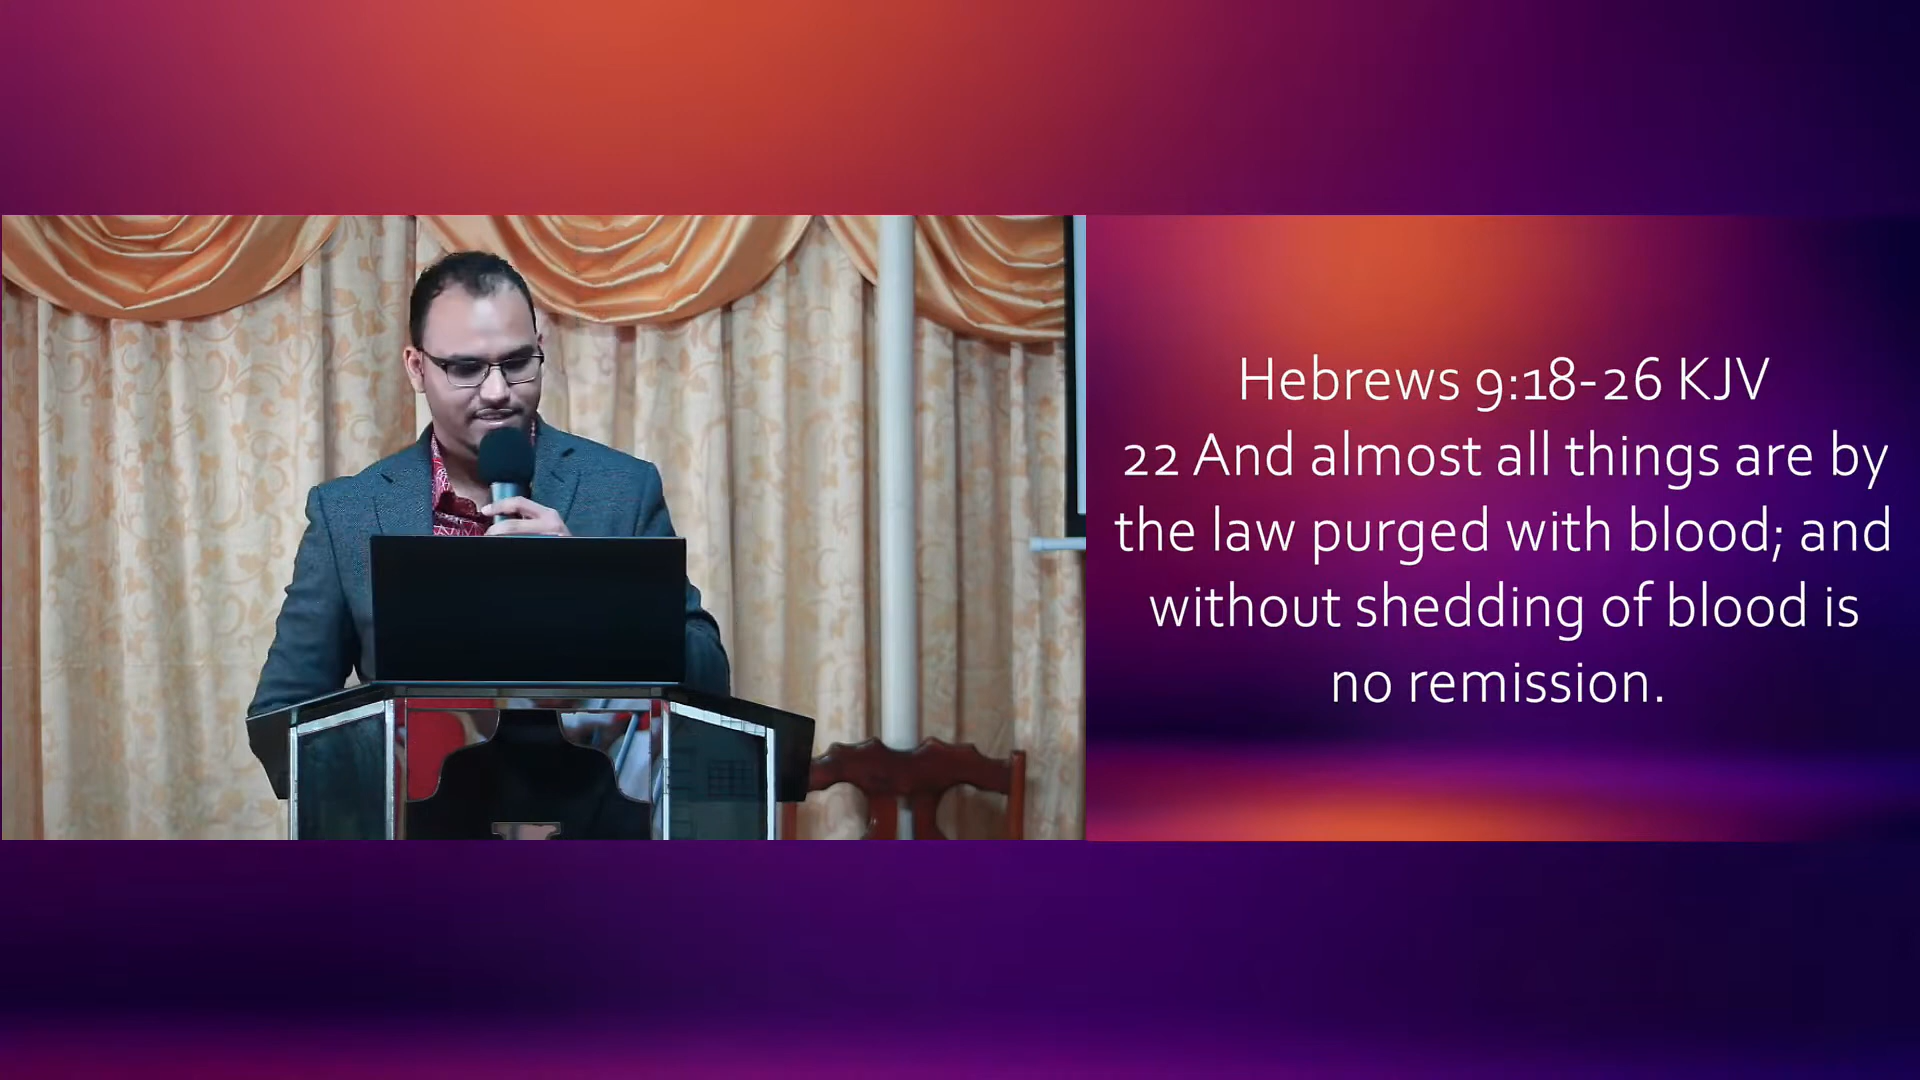 Hebrews 9:18-26 KJV
22 And almost all things are by
the law purged with blood; and
without shedding of blood is
no remission.